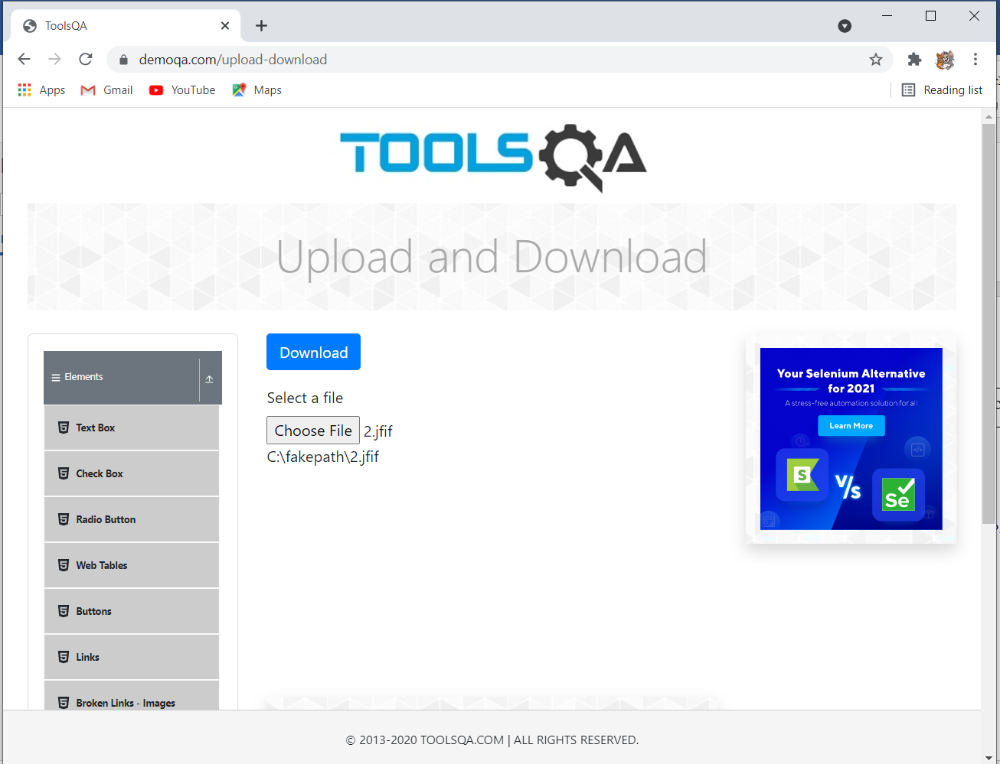 ToolsQA
demoqa.com/upload-download
Apps Gmail YouTube Maps Reading list
TOOLSQA
Upload and Download
Elements
Text Box
Check Box
Radio Button
Web Tables
Buttons
Links
Broken Links - Images
Download
Select a file
Choose File 2.jfif
C:\fakepath\2.jfif
Your Selenium Alternative
for 2021
A stress-free automation solution for all
Learn More
S
V/s
Se
© 2013-2020 TOOLSQA.COM | ALL RIGHTS RESERVED.